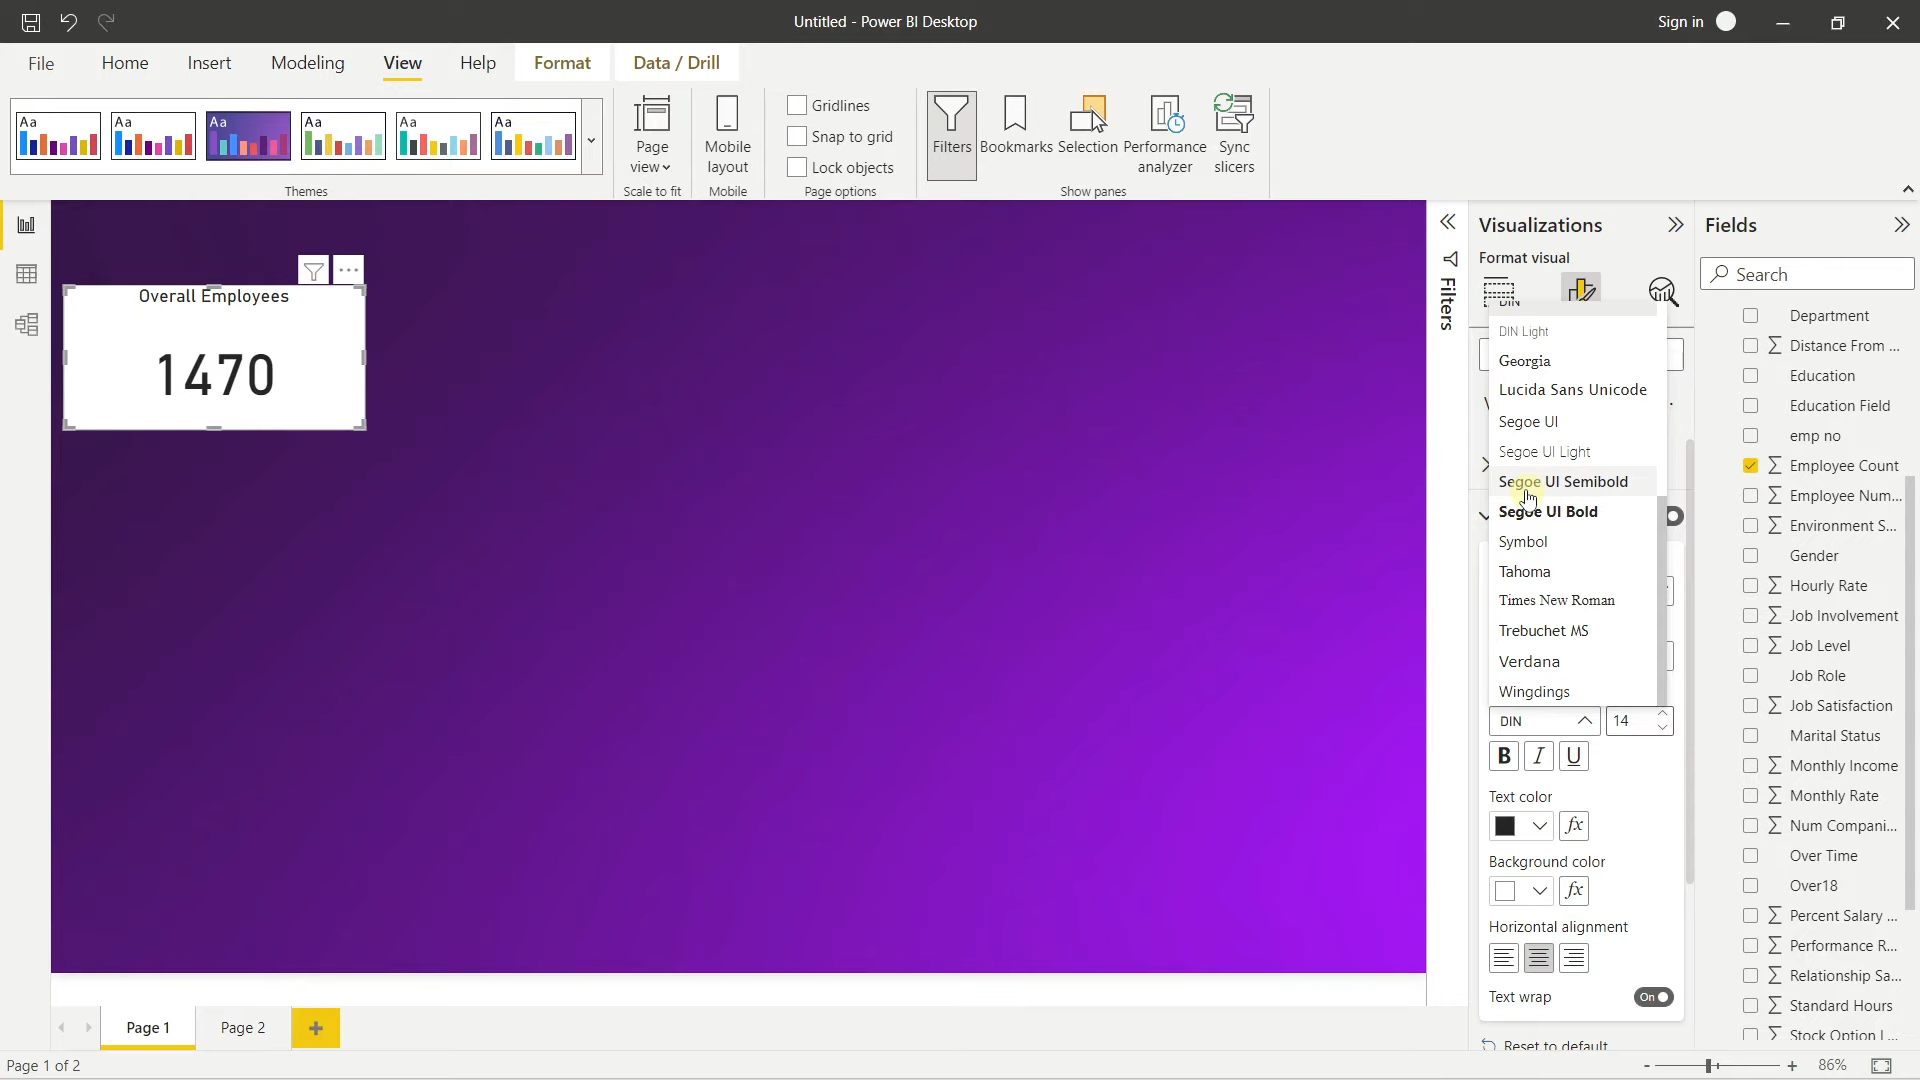 Untitled - Power BI Desktop
Sign in
File Home Insert Modeling View Help Format Data / Drill
Aa Aa Aa Aa Aa Aa
Page view
Mobile layout
Gridlines
Snap to grid
Lock objects
Filters
Bookmarks
Selection
Performance analyzer
Sync slicers
Themes
Scale to fit
Mobile
Page options
Show panes
Overall Employees
1470
Filters
Visualizations
Format visual
DIN
DIN Light
Georgia
Lucida Sans Unicode
Segoe UI
Segoe UI Light
Segoe UI Semibold
Segoe UI Bold
Symbol
Tahoma
Times New Roman
Trebuchet MS
Verdana
Wingdings
DIN 14
B I U
Text color
fx
Background color
fx
Horizontal alignment
Text wrap On
Reset to default
Fields
Search
Department
Distance From ...
Education
Education Field
emp no
Employee Count
Employee Num...
Environment S...
Gender
Hourly Rate
Job Involvement
Job Level
Job Role
Job Satisfaction
Marital Status
Monthly Income
Monthly Rate
Num Compani...
Over Time
Over18
Percent Salary ...
Performance R...
Relationship Sa...
Standard Hours
Stock Option L...
Page 1 Page 2 +
Page 1 of 2
- + 86%